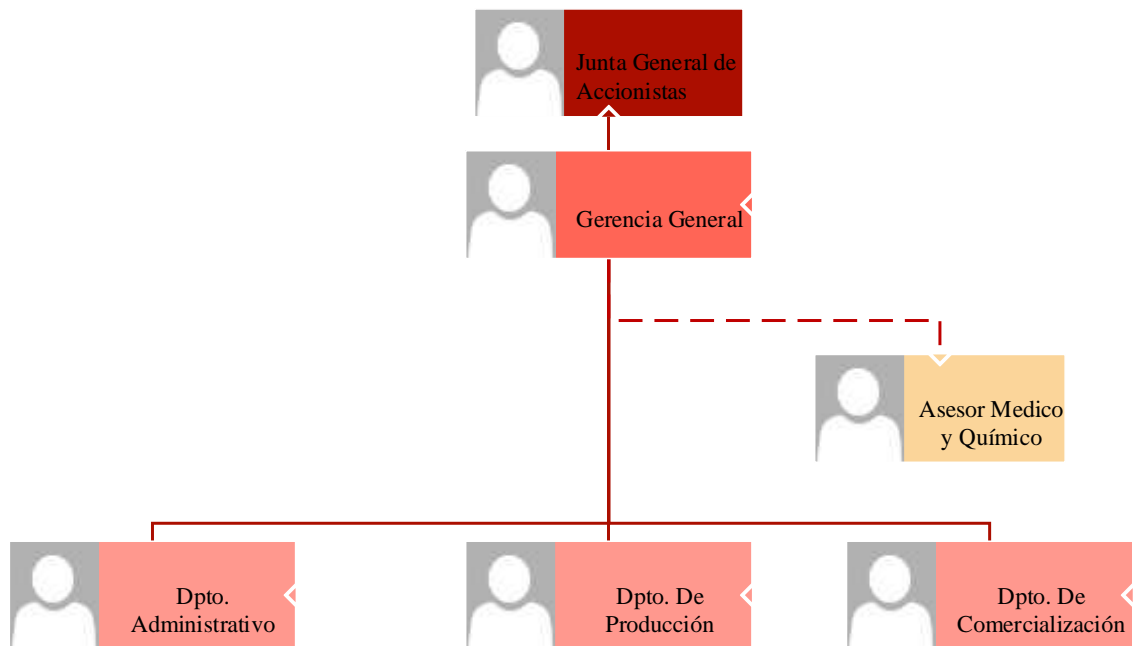 Junta General de
Accionistas
Gerencia General
Asesor Medico
y Químico
Dpto.
Administrativo
Dpto. De
Producción
Dpto. De
Comercialización